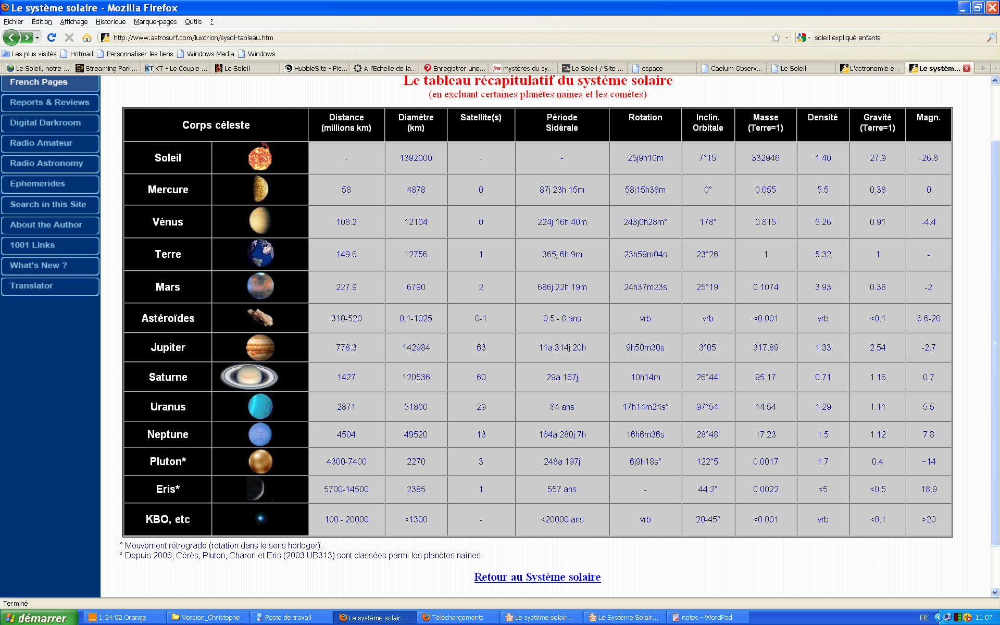 Le système solaire - Mozilla Firefox
Fichier Édition Affichage Historique Marque-pages Outils ?
http://www.astrosurf.com/luxorion/sysol-tableau.htm
soleil expliqué enfants
Les plus visités Hotmail Personnaliser les liens Windows Media Windows
Le Soleil, notre ... SP Streaming Park... KT KT - Le Couple ... Le Soleil HubbleSite - Pic... A l'Echelle de la... Enregistrer une... free mystères du sy... Le Soleil / Site ... espace Caelum Observ... Le Soleil L'astronomie e... Le systèm...
French Pages
Reports & Reviews
Digital Darkroom
Radio Amateur
Radio Astronomy
Ephemerides
Search in this Site
About the Author
1001 Links
What's New ?
Translator
Le tableau récapitulatif du système solaire
(en excluant certaines planètes naines et les comètes)
Corps céleste Distance (millions km) Diamètre (km) Satellite(s) Période Sidérale Rotation Inclin. Orbitale Masse (Terre=1) Densité Gravité (Terre=1) Magn.
Soleil - 1392000 - - 25j9h10m 7°15' 332946 1.40 27.9 -26.8
Mercure 58 4878 0 87j 23h 15m 58j15h38m 0° 0.055 5.5 0.38 0
Vénus 108.2 12104 0 224j 16h 40m 243j0h28m° 178° 0.815 5.26 0.91 -4.4
Terre 149.6 12756 1 365j 6h 9m 23h59m04s 23°26' 1 5.32 1 -
Mars 227.9 6790 2 686j 22h 19m 24h37m23s 25°19' 0.1074 3.93 0.38 -2
Astéroïdes 310-520 0.1-1025 0-1 0.5 - 8 ans vrb vrb <0.001 vrb <0.1 6.6-20
Jupiter 778.3 142984 63 11a 314j 20h 9h50m30s 3°05' 317.89 1.33 2.54 -2.7
Saturne 1427 120536 60 29a 167j 10h14m 26°44' 95.17 0.71 1.16 0.7
Uranus 2871 51800 29 84 ans 17h14m24s° 97°54' 14.54 1.29 1.11 5.5
Neptune 4504 49520 13 164a 280j 7h 16h6m36s 28°48' 17.23 1.5 1.12 7.8
Pluton* 4300-7400 2270 3 248a 197j 6j9h18s° 122°5' 0.0017 1.7 0.4 ~14
Eris* 5700-14500 2385 1 557 ans - 44.2° 0.0022 <5 <0.5 18.9
KBO, etc 100 - 20000 <1300 - <20000 ans vrb 20-45° <0.001 vrb <0.1 >20
° Mouvement rétrograde (rotation dans le sens horloger).
* Depuis 2006, Cérès, Pluton, Charon et Eris (2003 UB313) sont classées parmi les planètes naines.
Retour au Système solaire
Terminé
démarrer 1:24:02 Orange Version_Christophe Poste de travail Le système solair... Téléchargements Le système solair... Le Système Solair... notes - WordPad FR 11:07